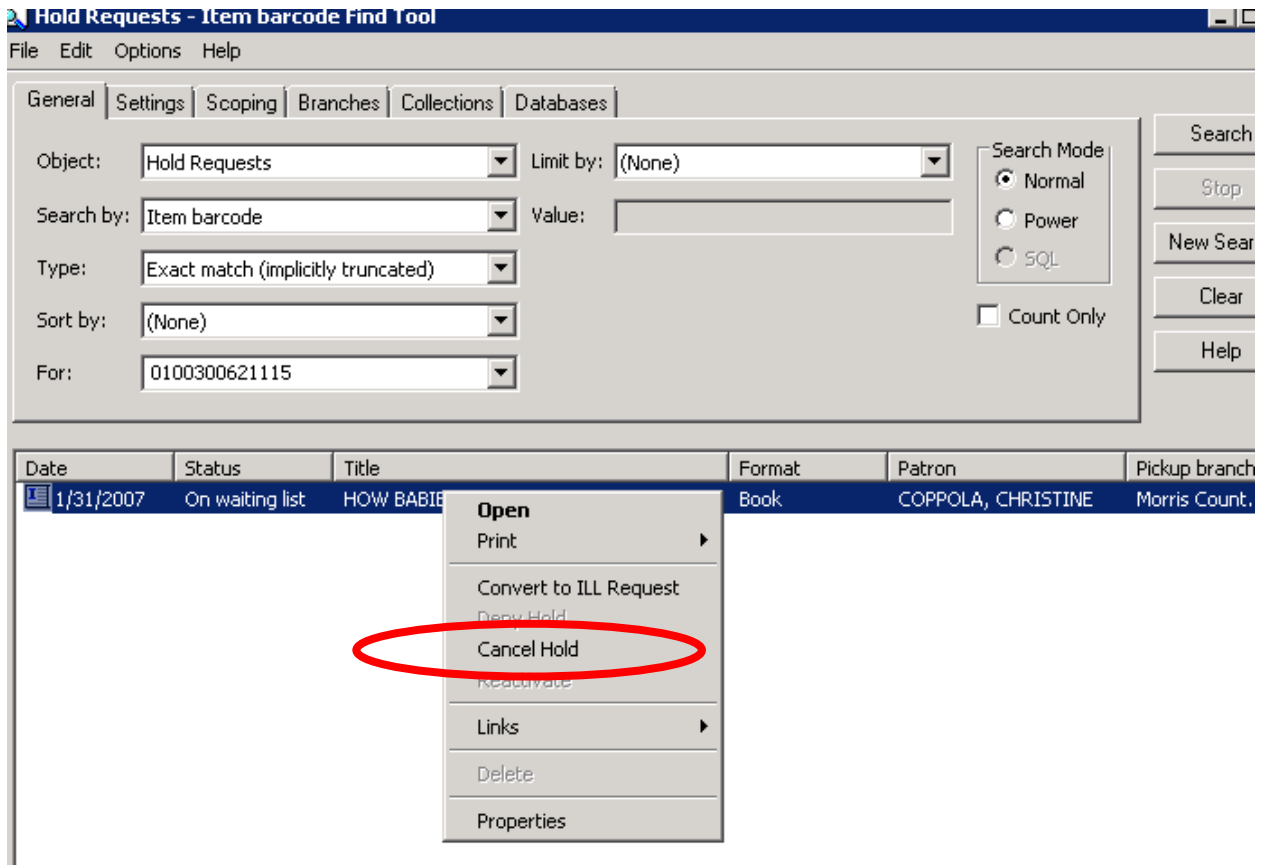 Hold Requests - Item barcode Find Tool
File Edit Options Help
General Settings Scoping Branches Collections Databases
Object: Hold Requests Limit by: (None) Search Mode Search
Normal
Search by: Item barcode Value: Power Stop
Type: Exact match (implicitly truncated) SQL New Sear
Sort by: (None) Count Only Clear
For: 0100300621115 Help
Date Status Title Format Patron Pickup branch
1/31/2007 On waiting list HOW BABIE Book COPPOLA, CHRISTINE Morris Count.
Open
Print
Convert to ILL Request
Deny Hold
Cancel Hold
Reactivate
Links
Delete
Properties